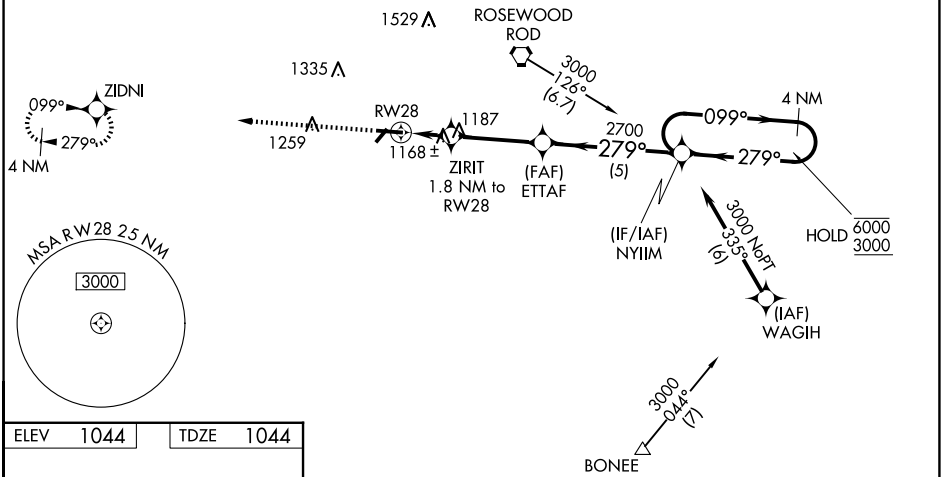 1529
ROSEWOOD
ROD
3000
126°
(6.7)
1335
ZIDNI
099°
279°
4 NM
1259
RW28
1168 ±
1187
ZIRIT
1.8 NM to
RW28
(FAF)
ETTAF
2700
279°
(5)
099°
4 NM
279°
(IF/IAF)
NYIIM
HOLD 6000
3000
3000 NoPT
335°
(6)
(IAF)
WAGIH
MSA RW28 25 NM
3000
3000
044°
(7)
BONEE
ELEV 1044 TDZE 1044